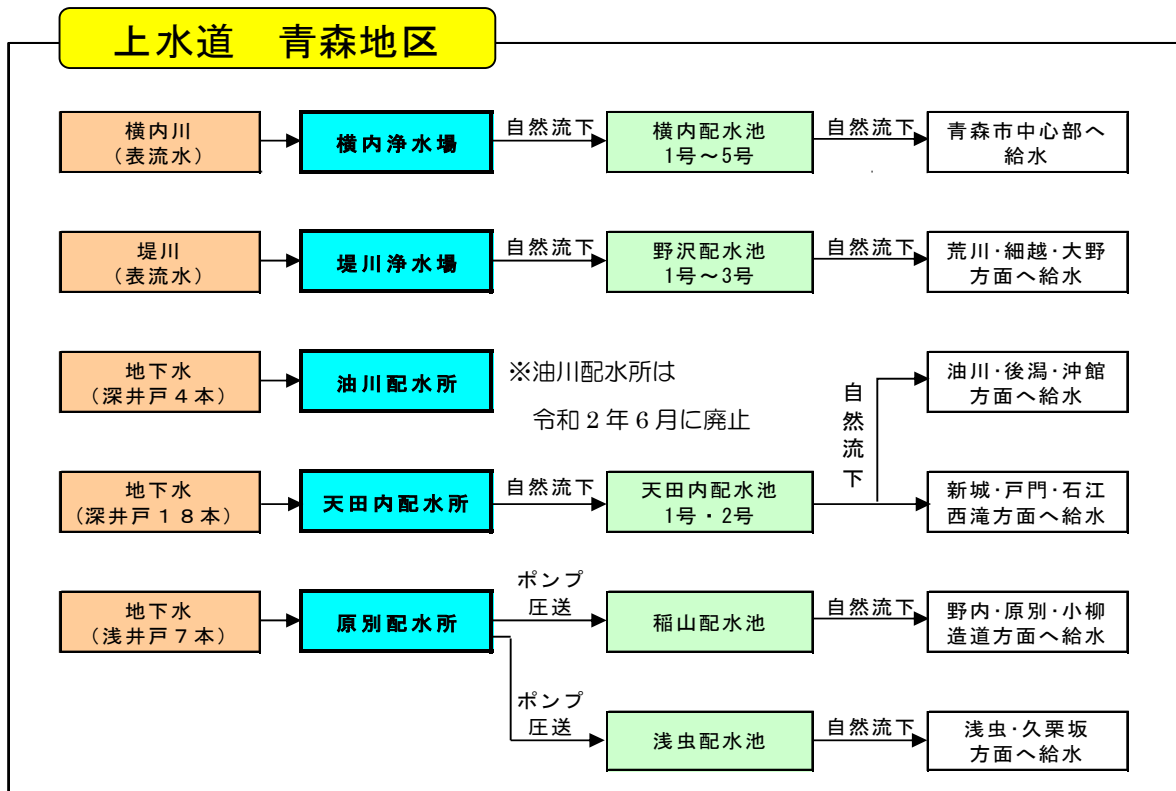 上水道　青森地区
横内川
(表流水)
横内浄水場
自然流下
横内配水池
1号～5号
自然流下
青森市中心部へ
給水
堤川
(表流水)
堤川浄水場
自然流下
野沢配水池
1号～3号
自然流下
荒川・細越・大野
方面へ給水
地下水
(深井戸４本)
油川配水所
※油川配水所は
令和２年６月に廃止
自然流下
油川・後潟・沖館
方面へ給水
地下水
(深井戸１８本)
天田内配水所
自然流下
天田内配水池
1号・2号
新城・戸門・石江
西滝方面へ給水
地下水
(浅井戸７本)
原別配水所
ポンプ
圧送
稲山配水池
自然流下
野内・原別・小柳
造道方面へ給水
ポンプ
圧送
浅虫配水池
自然流下
浅虫・久栗坂
方面へ給水